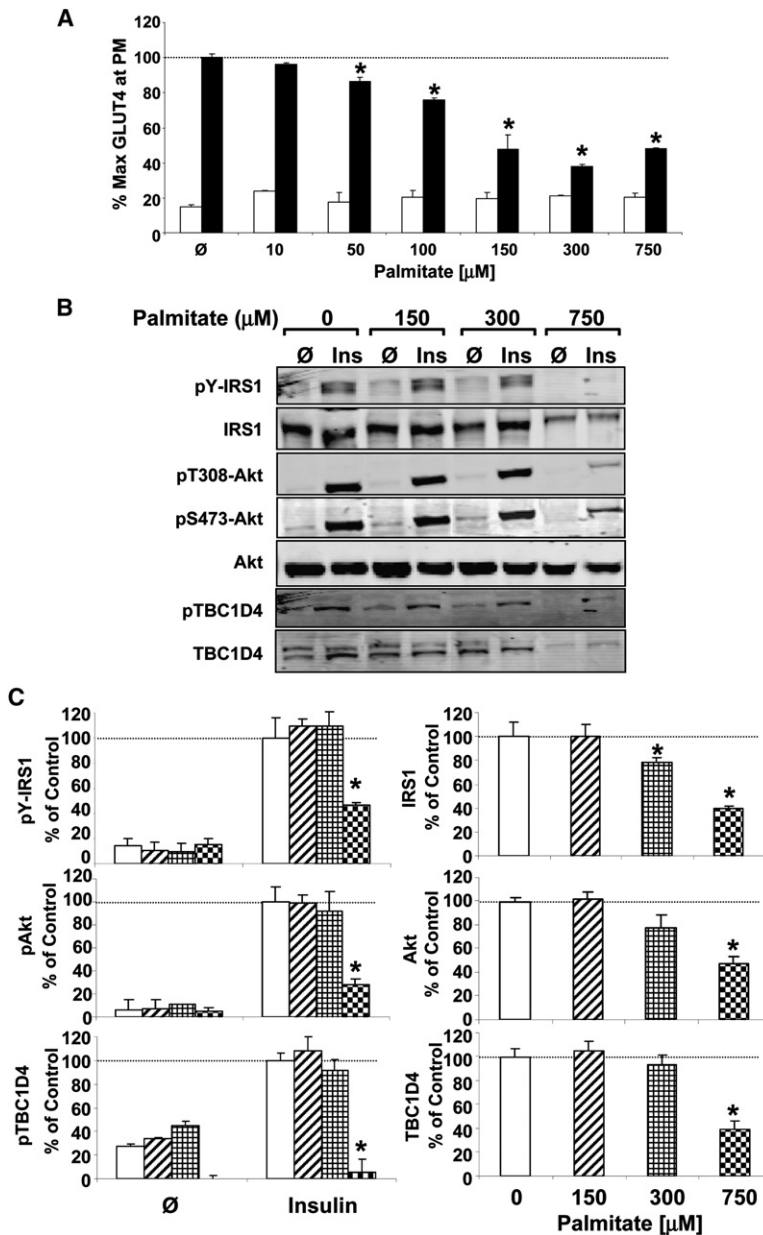 A
% Max GLUT4 at PM
120
100
80
60
40
20
0
* * * * *
Ø 10 50 100 150 300 750
Palmitate [μM]
B
Palmitate (μM) 0 150 300 750
Ø Ins Ø Ins Ø Ins Ø Ins
pY-IRS1
IRS1
pT308-Akt
pS473-Akt
Akt
pTBC1D4
TBC1D4
C
pY-IRS1
% of Control
120
100
80
60
40
20
0
*
IRS1
% of Control
120
100
80
60
40
20
0
* *
pAkt
% of Control
120
100
80
60
40
20
0
*
Akt
% of Control
120
100
80
60
40
20
0
*
pTBC1D4
% of Control
120
100
80
60
40
20
0
*
Ø Insulin
TBC1D4
% of Control
120
100
80
60
40
20
0
*
0 150 300 750
Palmitate [μM]